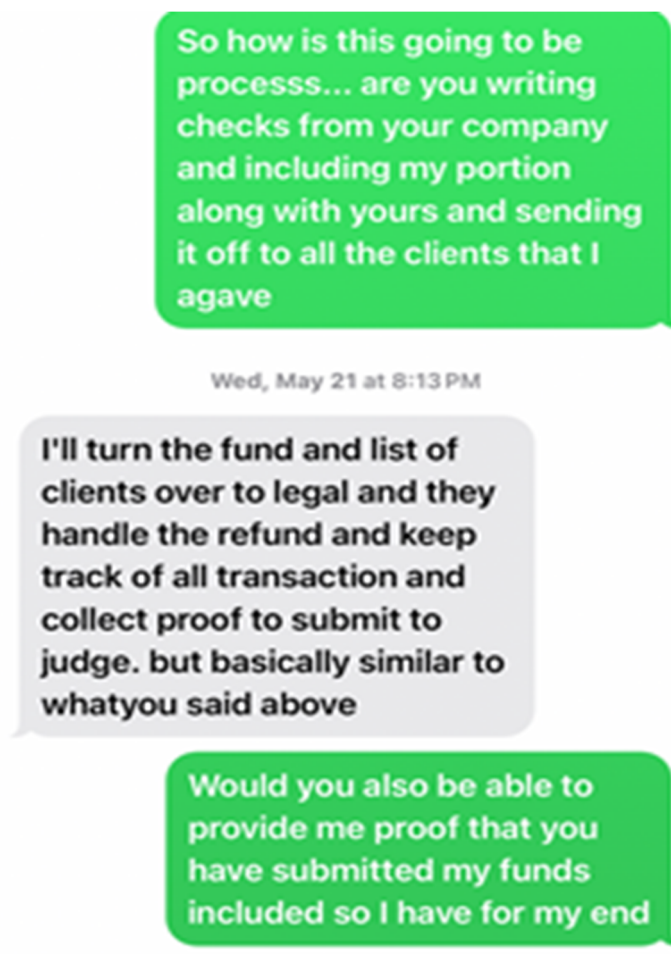 So how is this going to be
processs... are you writing
checks from your company
and including my portion
along with yours and sending
it off to all the clients that I
agave
Wed, May 21 at 8:13 PM
I'll turn the fund and list of
clients over to legal and they
handle the refund and keep
track of all transaction and
collect proof to submit to
judge. but basically similar to
whatyou said above
Would you also be able to
provide me proof that you
have submitted my funds
included so I have for my end